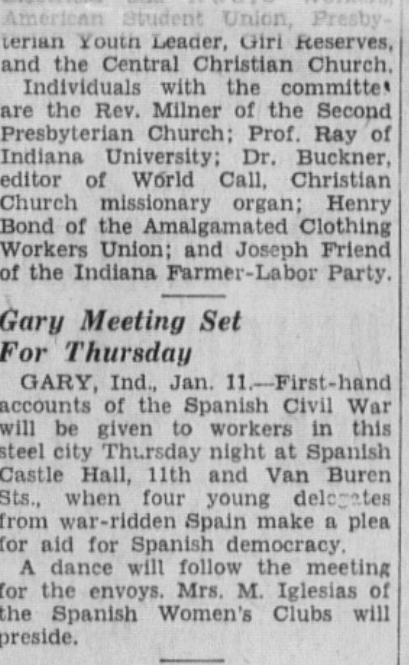 American Student Union, Presby-
terian Youth Leader, Girl Reserves,
and the Central Christian Church.
Individuals with the committe
are the Rev. Milner of the Second
Presbyterian Church; Prof. Ray of
Indiana University; Dr. Buckner,
editor of World Call, Christian
Church missionary organ; Henry
Bond of the Amalgamated Clothing
Workers Union; and Joseph Friend
of the Indiana Farmer-Labor Party.
Gary Meeting Set
For Thursday
GARY, Ind., Jan. 11.—First-hand
accounts of the Spanish Civil War
will be given to workers in this
steel city Thursday night at Spanish
Castle Hall, 11th and Van Buren
Sts., when four young delegates
from war-ridden Spain make a plea
for aid for Spanish democracy.
A dance will follow the meeting
for the envoys. Mrs. M. Iglesias of
the Spanish Women's Clubs will
preside.